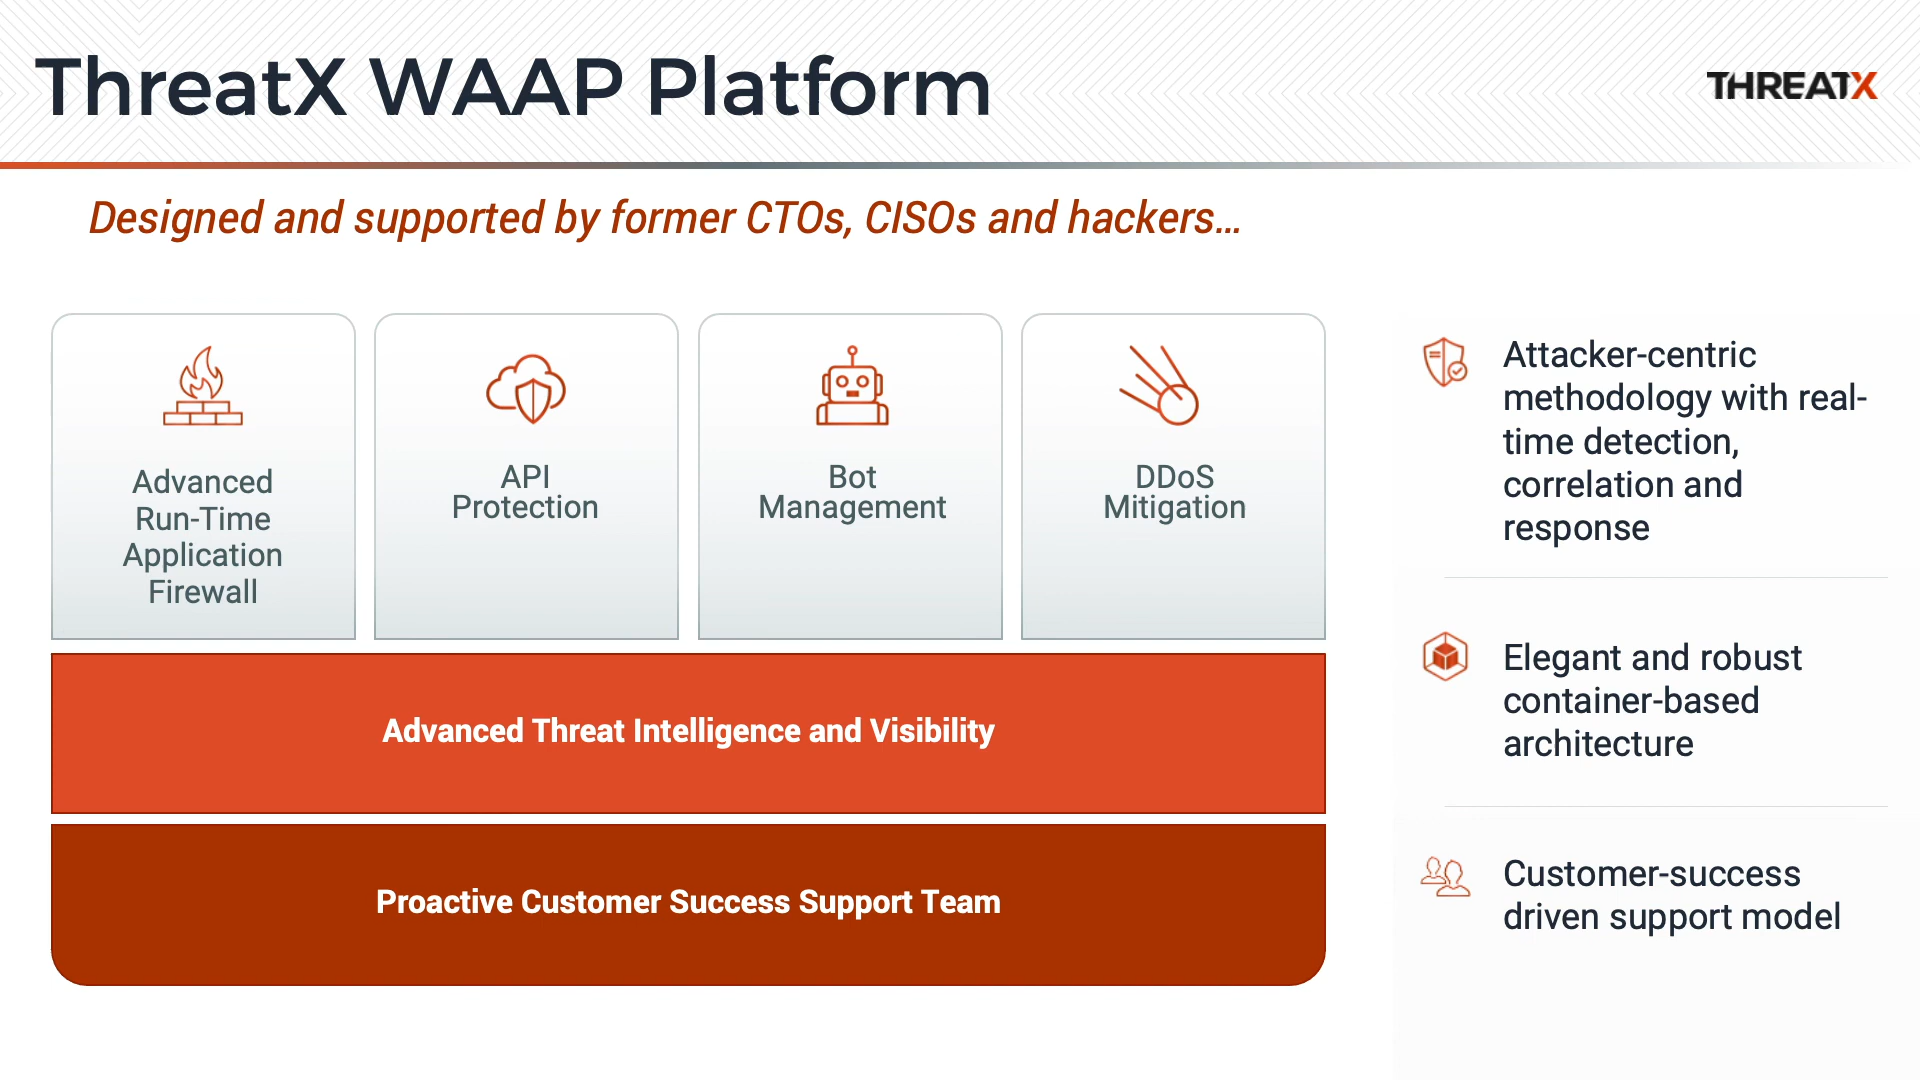 ThreatX WAAP Platform
THREATX
Designed and supported by former CTOs, CISOs and hackers...
Advanced
Run-Time
Application
Firewall
API
Protection
Bot
Management
DDoS
Mitigation
Advanced Threat Intelligence and Visibility
Proactive Customer Success Support Team
Attacker-centric
methodology with real-
time detection,
correlation and
response
Elegant and robust
container-based
architecture
Customer-success
driven support model